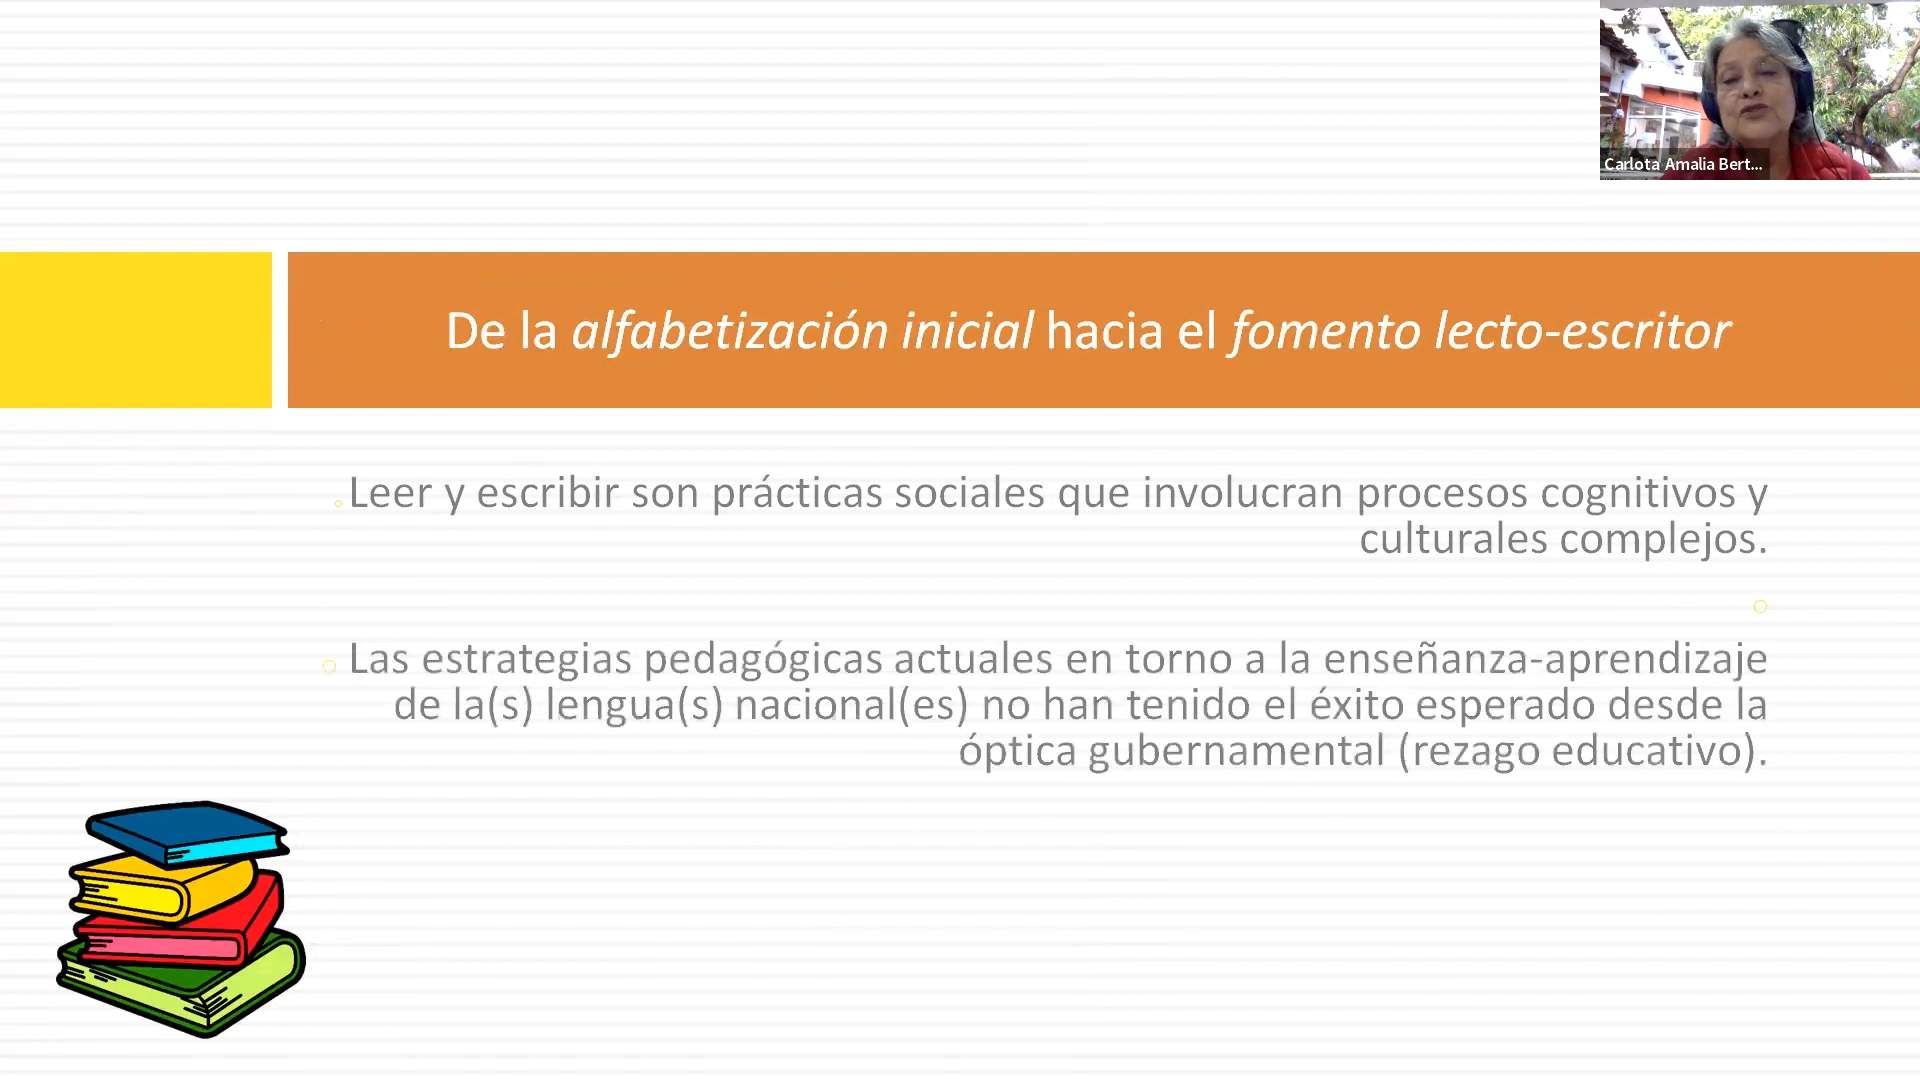 Carlota Amalia Bert...
De la alfabetización inicial hacia el fomento lecto-escritor
Leer y escribir son prácticas sociales que involucran procesos cognitivos y
culturales complejos.
Las estrategias pedagógicas actuales en torno a la enseñanza-aprendizaje
de la(s) lengua(s) nacional(es) no han tenido el éxito esperado desde la
óptica gubernamental (rezago educativo).